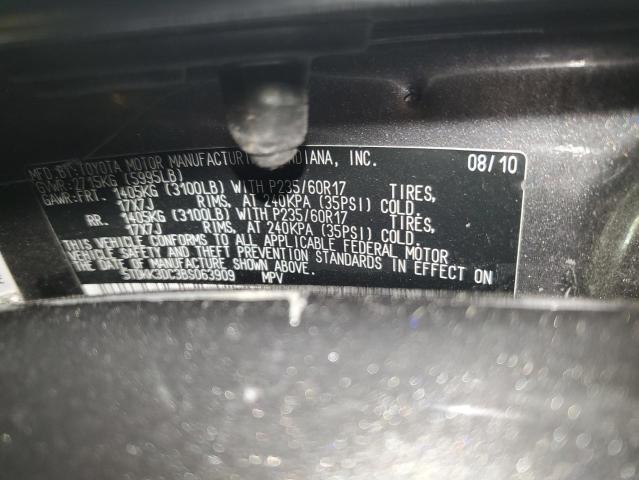 MFD. BY: TOYOTA MOTOR MANUFACTURI NDIANA, INC. 08/10
GVWR: 2715KG (5995LB)
GAWR: FRT. 1405KG (3100LB) WITH P235/60R17 TIRES,
17X7J RIMS, AT 240KPA (35PSI) COLD.
RR. 1405KG (3100LB) WITH P235/60R17 TIRES,
17X7J RIMS, AT 240KPA (35PSI) COLD.
THIS VEHICLE CONFORMS TO ALL APPLICABLE FEDERAL MOTOR
VEHICLE SAFETY AND THEFT PREVENTION STANDARDS IN EFFECT ON
THE DATE OF MANUFACTURE SHOWN ABOVE.
5TDKK3DC3BS063909 MPV